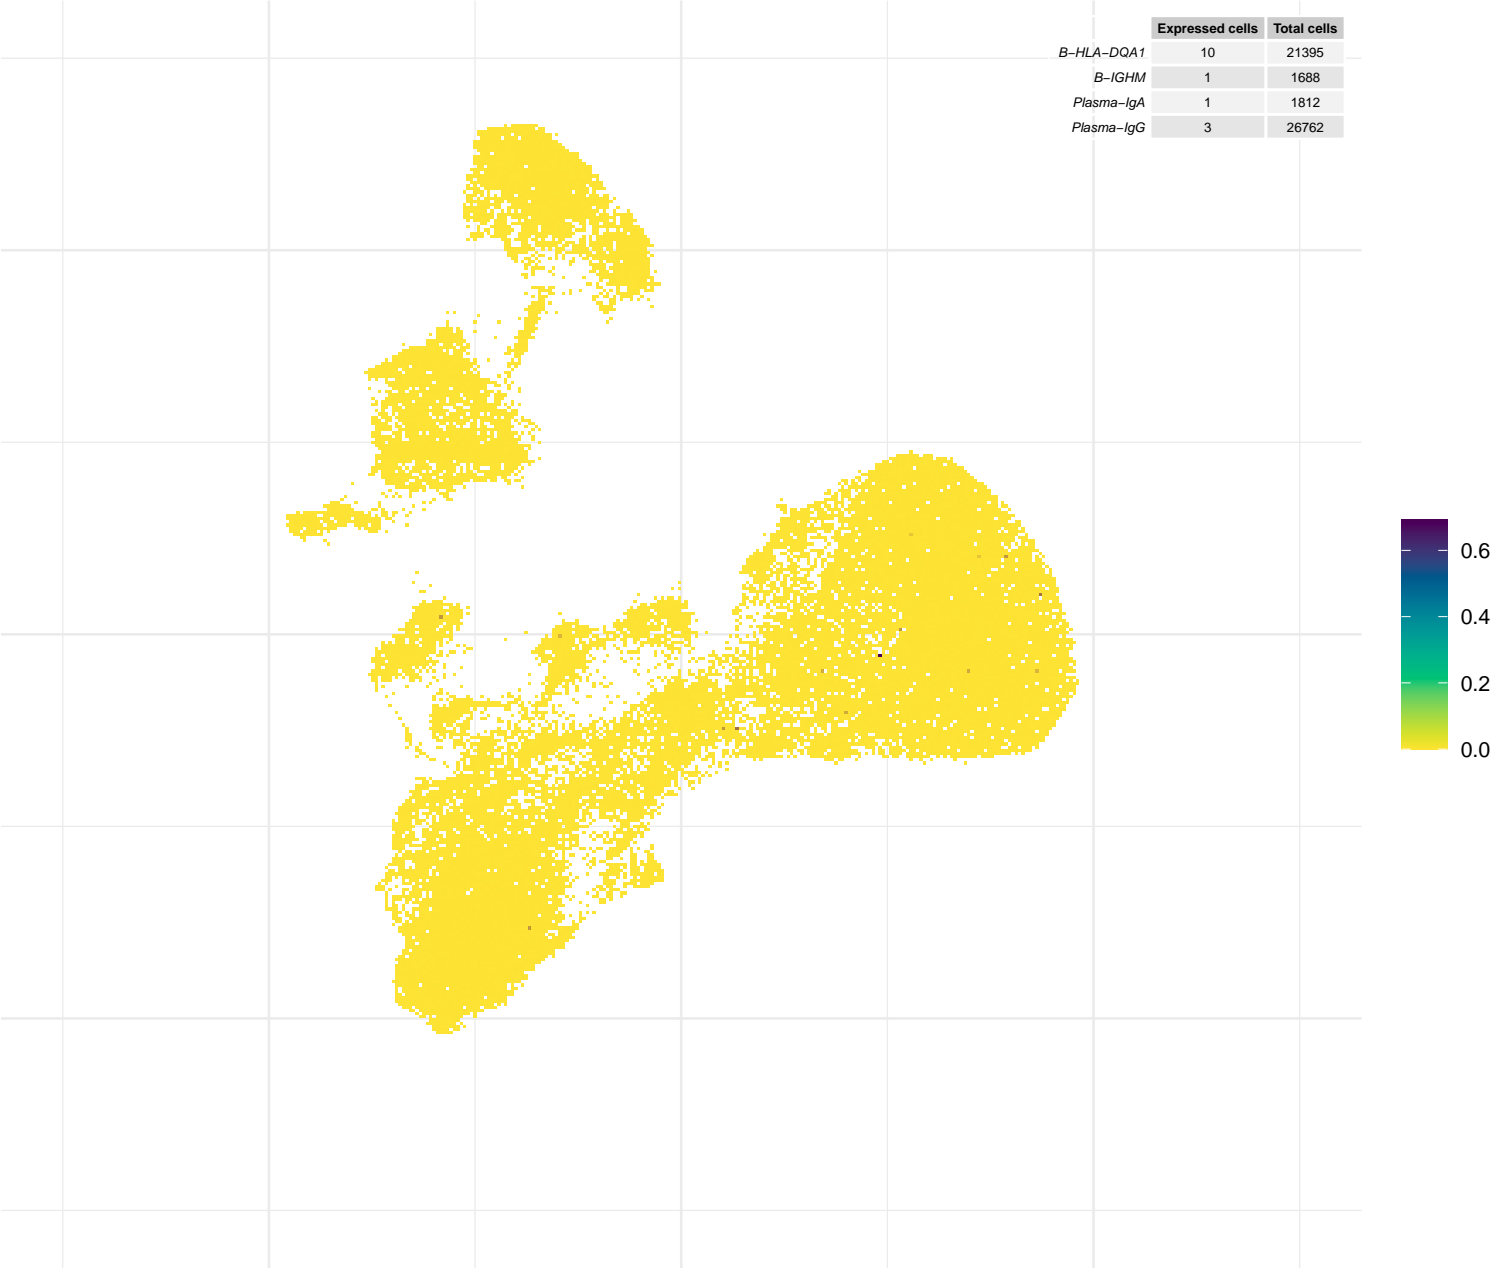 Expressed cells Total cells
B−HLA−DQA1 10 21395
B−IGHM 1 1688
Plasma−IgA 1 1812
Plasma−IgG 3 26762
0.6
0.4
0.2
0.0